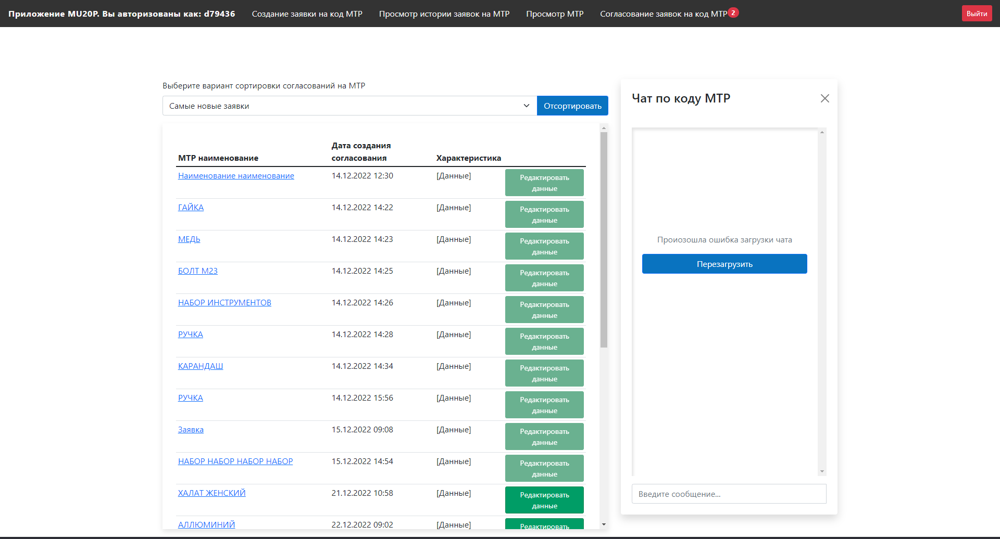 Приложение MU20P. Вы авторизованы как: d79436 Создание заявки на код МТР Просмотр истории заявок на МТР Просмотр МТР Согласование заявок на код МТР 2 Выйти
Выберите вариант сортировки согласований на МТР
Самые новые заявки Отсортировать
МТР наименование Дата создания согласования Характеристика
Наименование наименование 14.12.2022 12:30 [Данные] Редактировать данные
ГАЙКА 14.12.2022 14:22 [Данные] Редактировать данные
МЕДЬ 14.12.2022 14:23 [Данные] Редактировать данные
БОЛТ М23 14.12.2022 14:25 [Данные] Редактировать данные
НАБОР ИНСТРУМЕНТОВ 14.12.2022 14:26 [Данные] Редактировать данные
РУЧКА 14.12.2022 14:28 [Данные] Редактировать данные
КАРАНДАШ 14.12.2022 14:34 [Данные] Редактировать данные
РУЧКА 14.12.2022 15:56 [Данные] Редактировать данные
Заявка 15.12.2022 09:08 [Данные] Редактировать данные
НАБОР НАБОР НАБОР НАБОР 15.12.2022 14:54 [Данные] Редактировать данные
ХАЛАТ ЖЕНСКИЙ 21.12.2022 10:58 [Данные] Редактировать данные
АЛЛЮМИНИЙ 22.12.2022 09:02 [Данные] Редактировать
Чат по коду МТР
Произошла ошибка загрузки чата
Перезагрузить
Введите сообщение...